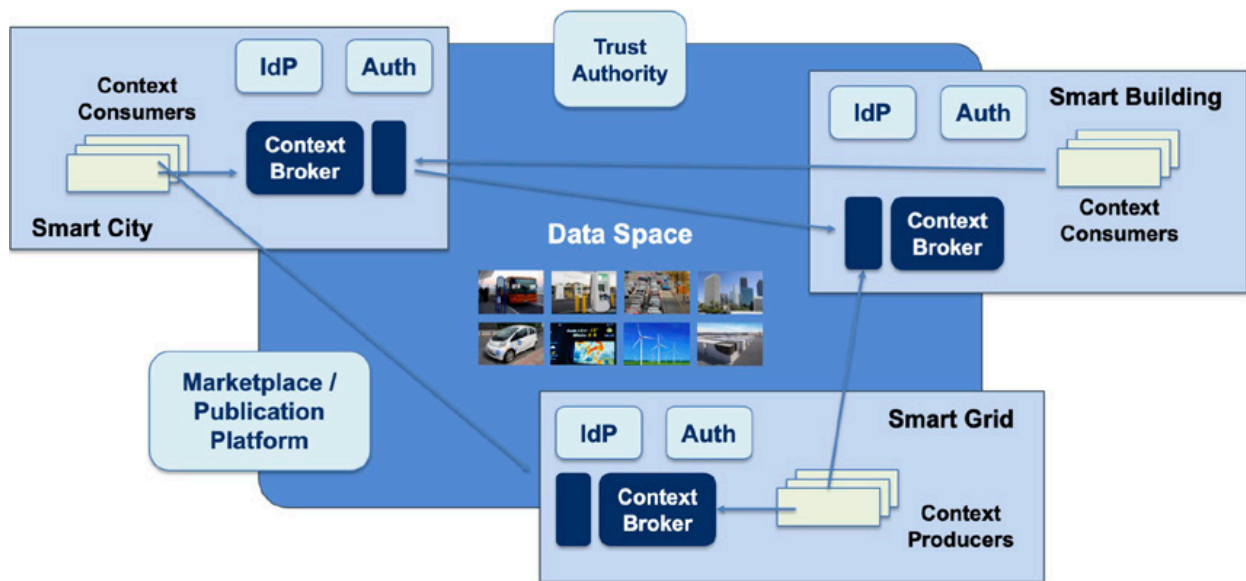 IdP
Auth
Context
Consumers
Context
Broker
Smart City
Trust
Authority
IdP
Auth
Smart Building
Context
Broker
Context
Consumers
Data Space
Marketplace /
Publication
Platform
IdP
Auth
Smart Grid
Context
Broker
Context
Producers